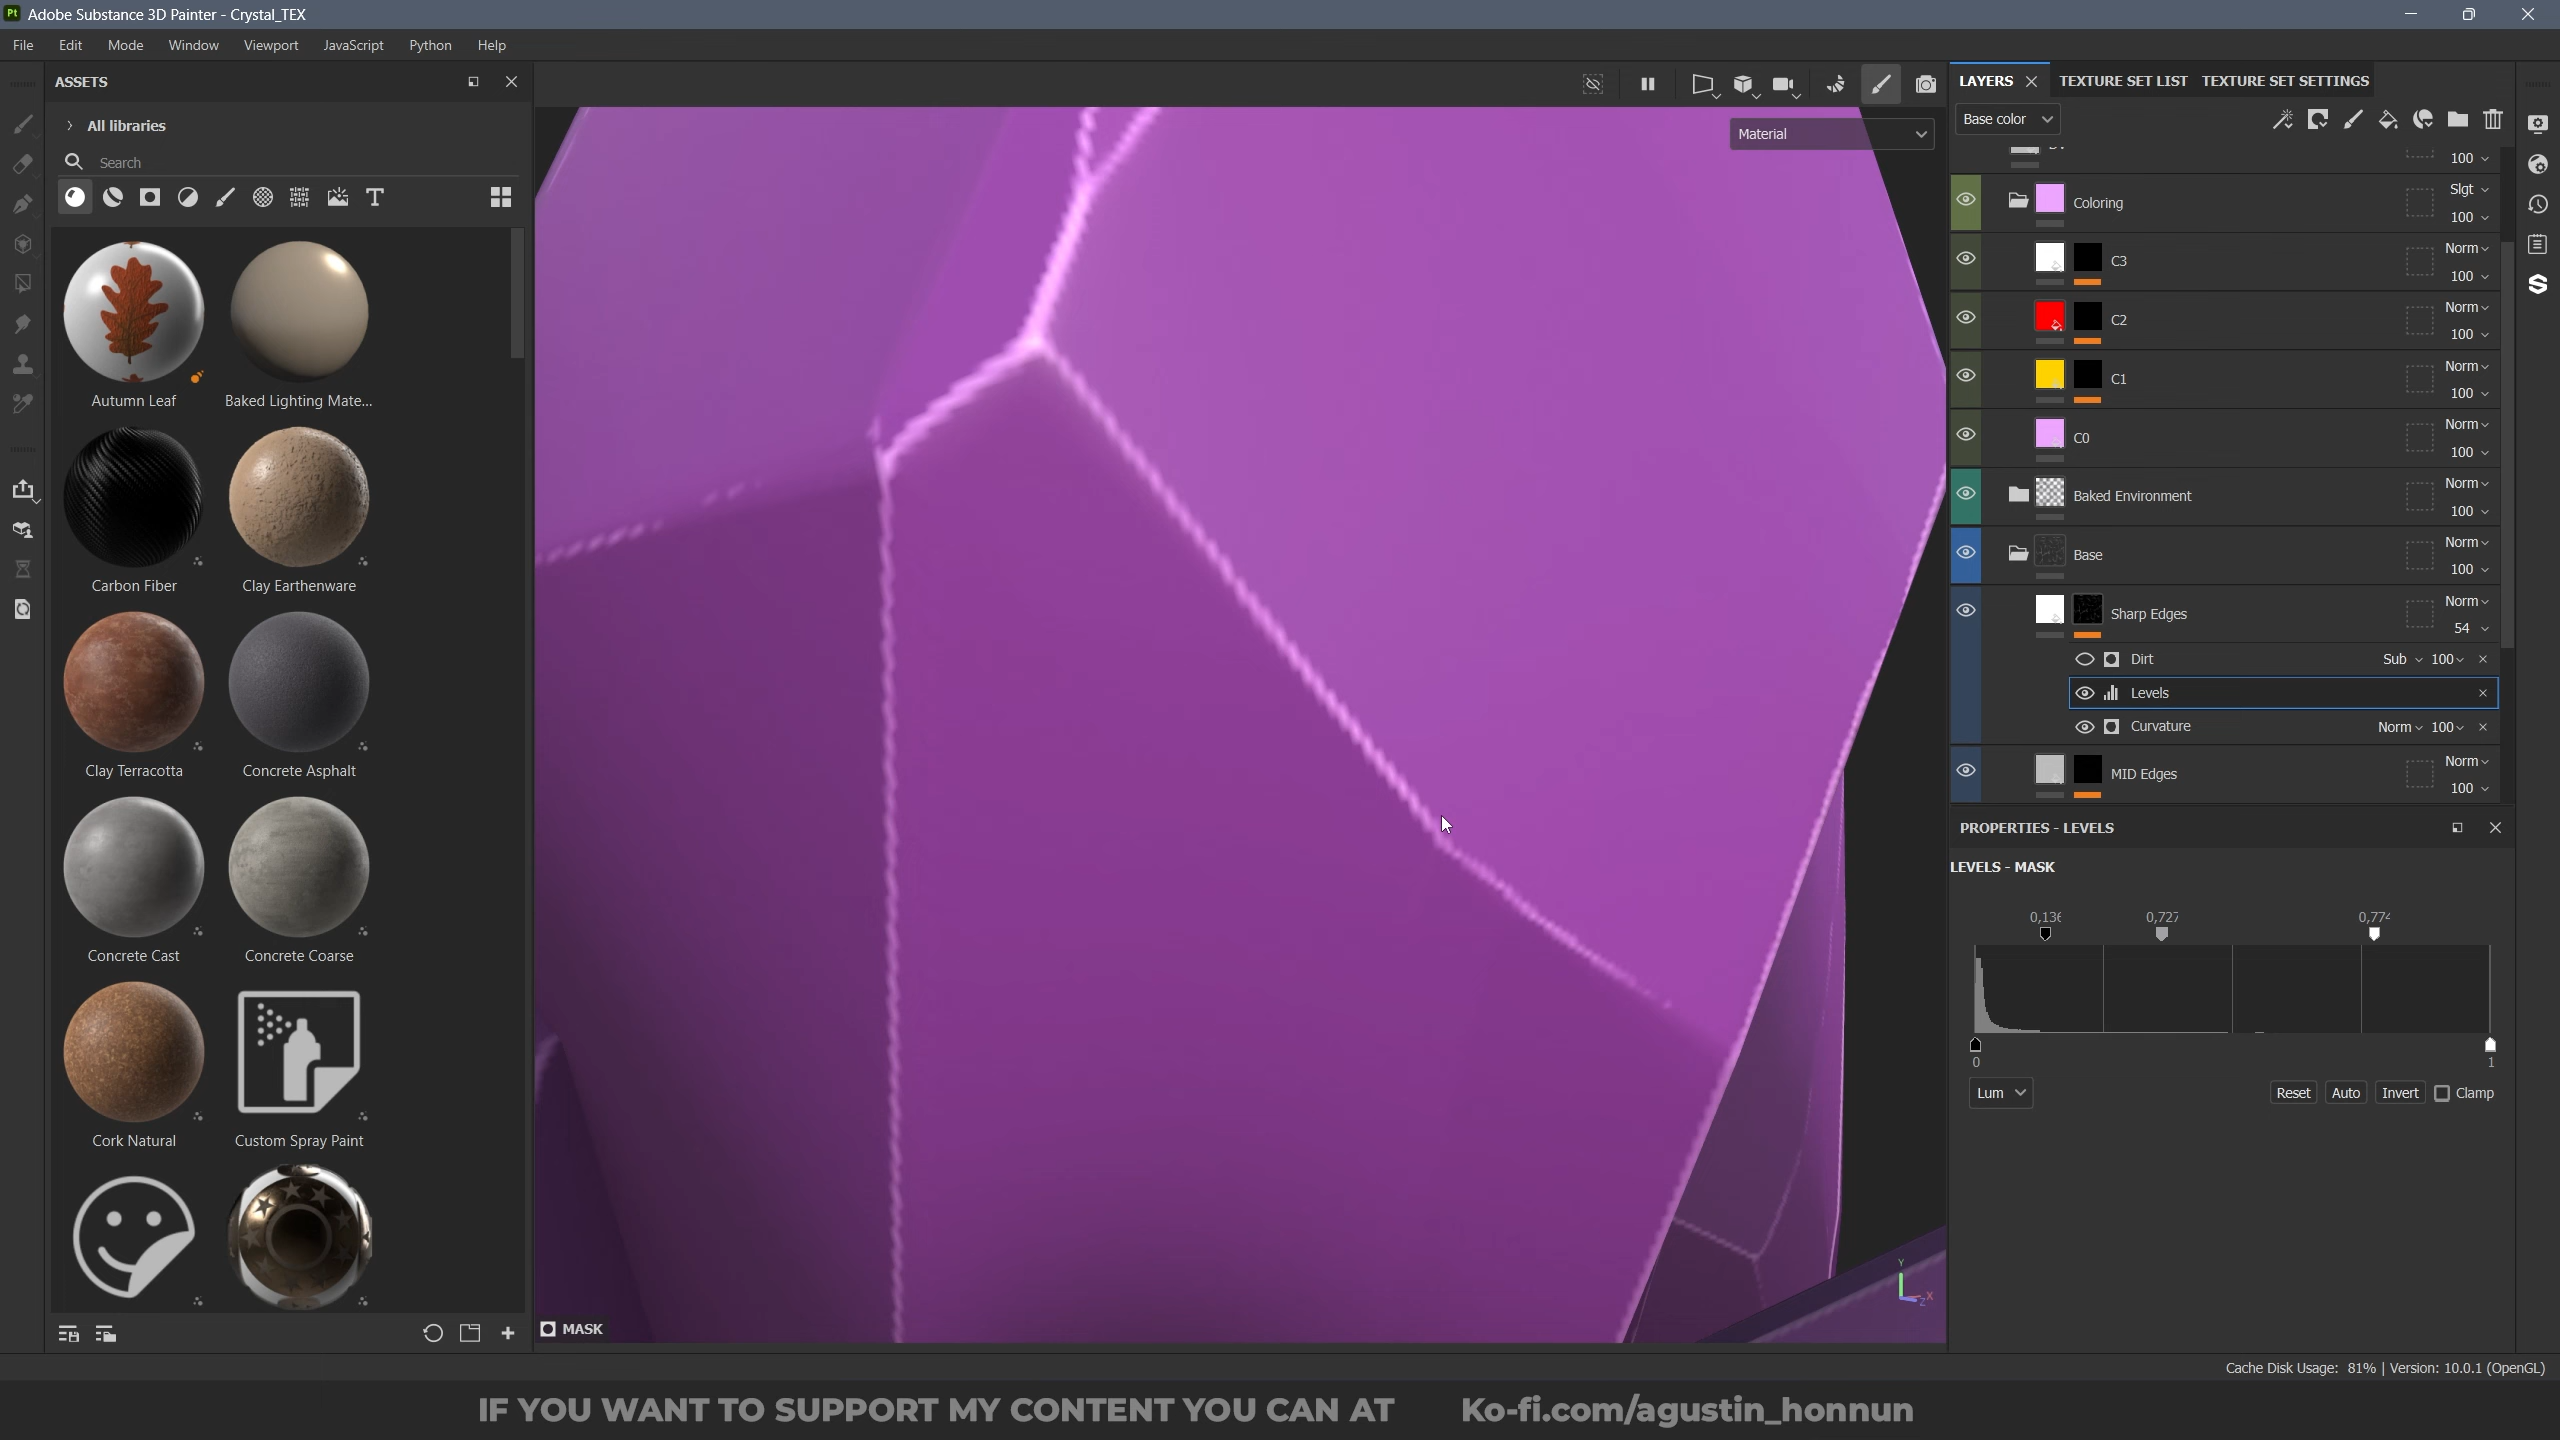 Pt Adobe Substance 3D Painter - Crystal_TEX
File Edit Mode Window Viewport JavaScript Python Help
ASSETS
All libraries
Search
Autumn Leaf
Baked Lighting Mate...
Carbon Fiber
Clay Earthenware
Clay Terracotta
Concrete Asphalt
Concrete Cast
Concrete Coarse
Cork Natural
Custom Spray Paint
Material
MASK
Y
X
Z
LAYERS TEXTURE SET LIST TEXTURE SET SETTINGS
Base color
100
Coloring Slgt
100
C3 Norm
100
C2 Norm
100
C1 Norm
100
C0 Norm
100
Baked Environment Norm
100
Base Norm
100
Sharp Edges Norm
54
Dirt Sub 100
Levels
Curvature Norm 100
MID Edges Norm
100
PROPERTIES - LEVELS
LEVELS - MASK
0,136 0,727 0,774
0 1
Lum Reset Auto Invert Clamp
Cache Disk Usage: 81% | Version: 10.0.1 (OpenGL)
IF YOU WANT TO SUPPORT MY CONTENT YOU CAN AT Ko-fi.com/agustin_honnun